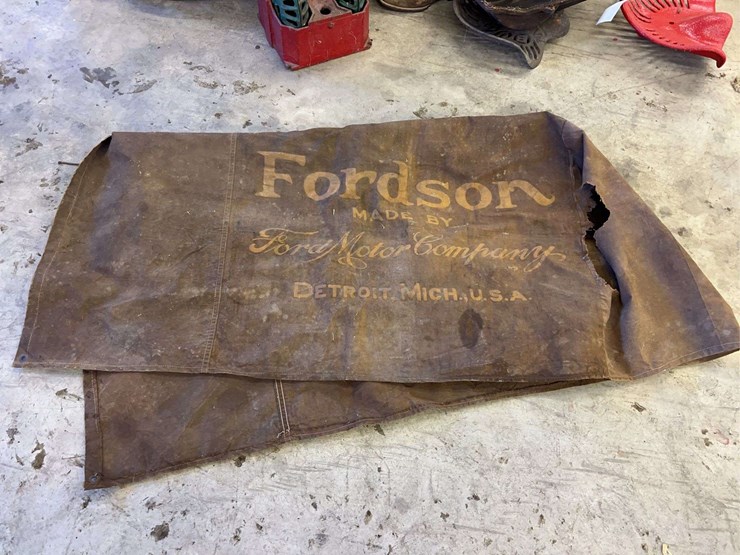 Fordson
MADE BY
Ford Motor Company
DETROIT, MICH., U.S.A.